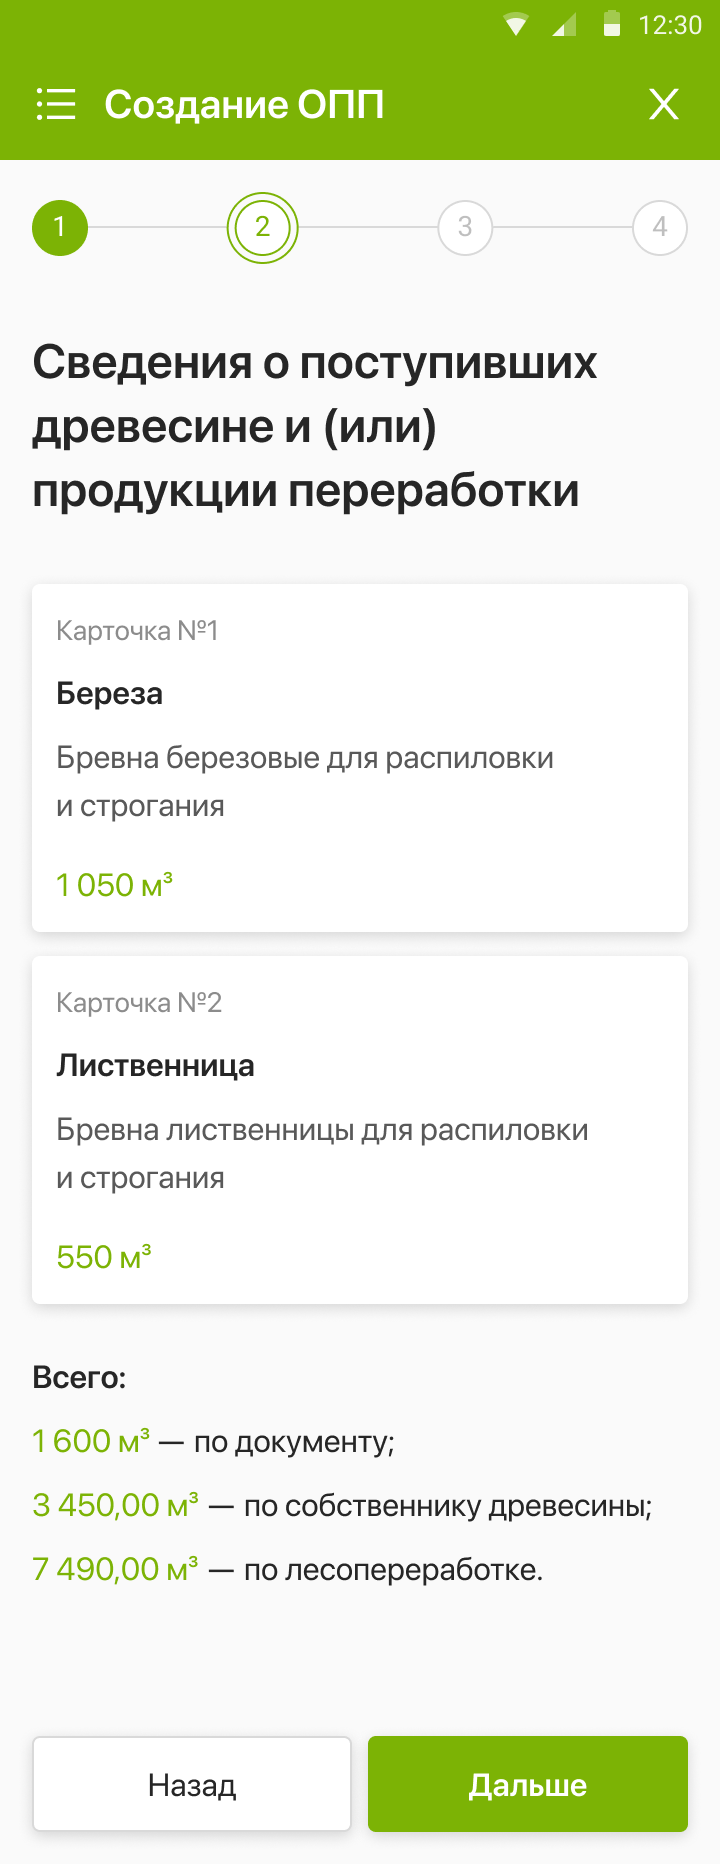 12:30
Создание ОПП
1
2
3
4
Сведения о поступивших
древесине и (или)
продукции переработки
Карточка №1
Береза
Бревна березовые для распиловки
и строгания
1 050 м³
Карточка №2
Лиственница
Бревна лиственницы для распиловки
и строгания
550 м³
Всего:
1 600 м³ — по документу;
3 450,00 м³ — по собственнику древесины;
7 490,00 м³ — по лесопереработке.
Назад
Дальше